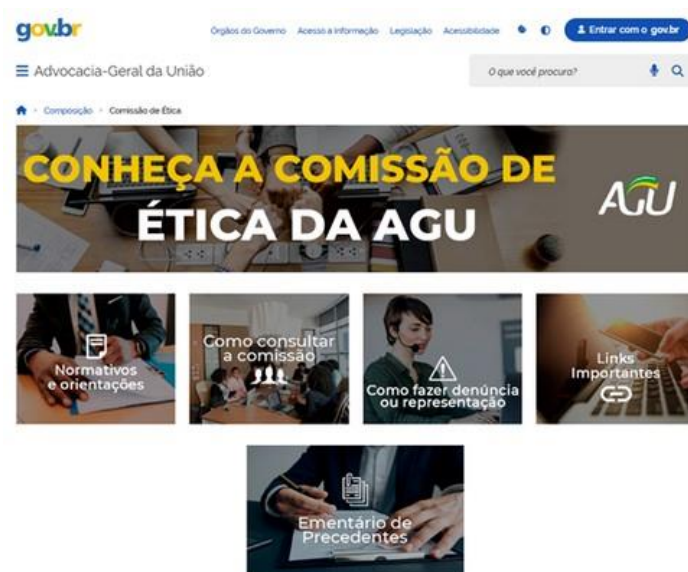 gov.br
Órgãos do Governo Acesso à Informação Legislação Acessibilidade
Entrar com o gov.br
Advocacia-Geral da União
O que você procura?
Composição > Comissão de Ética
CONHEÇA A COMISSÃO DE
ÉTICA DA AGU
AGU
Normativos
e orientações
Como consultar
a comissão
Como fazer denúncia
ou representação
Links
Importantes
Ementário de
Precedentes